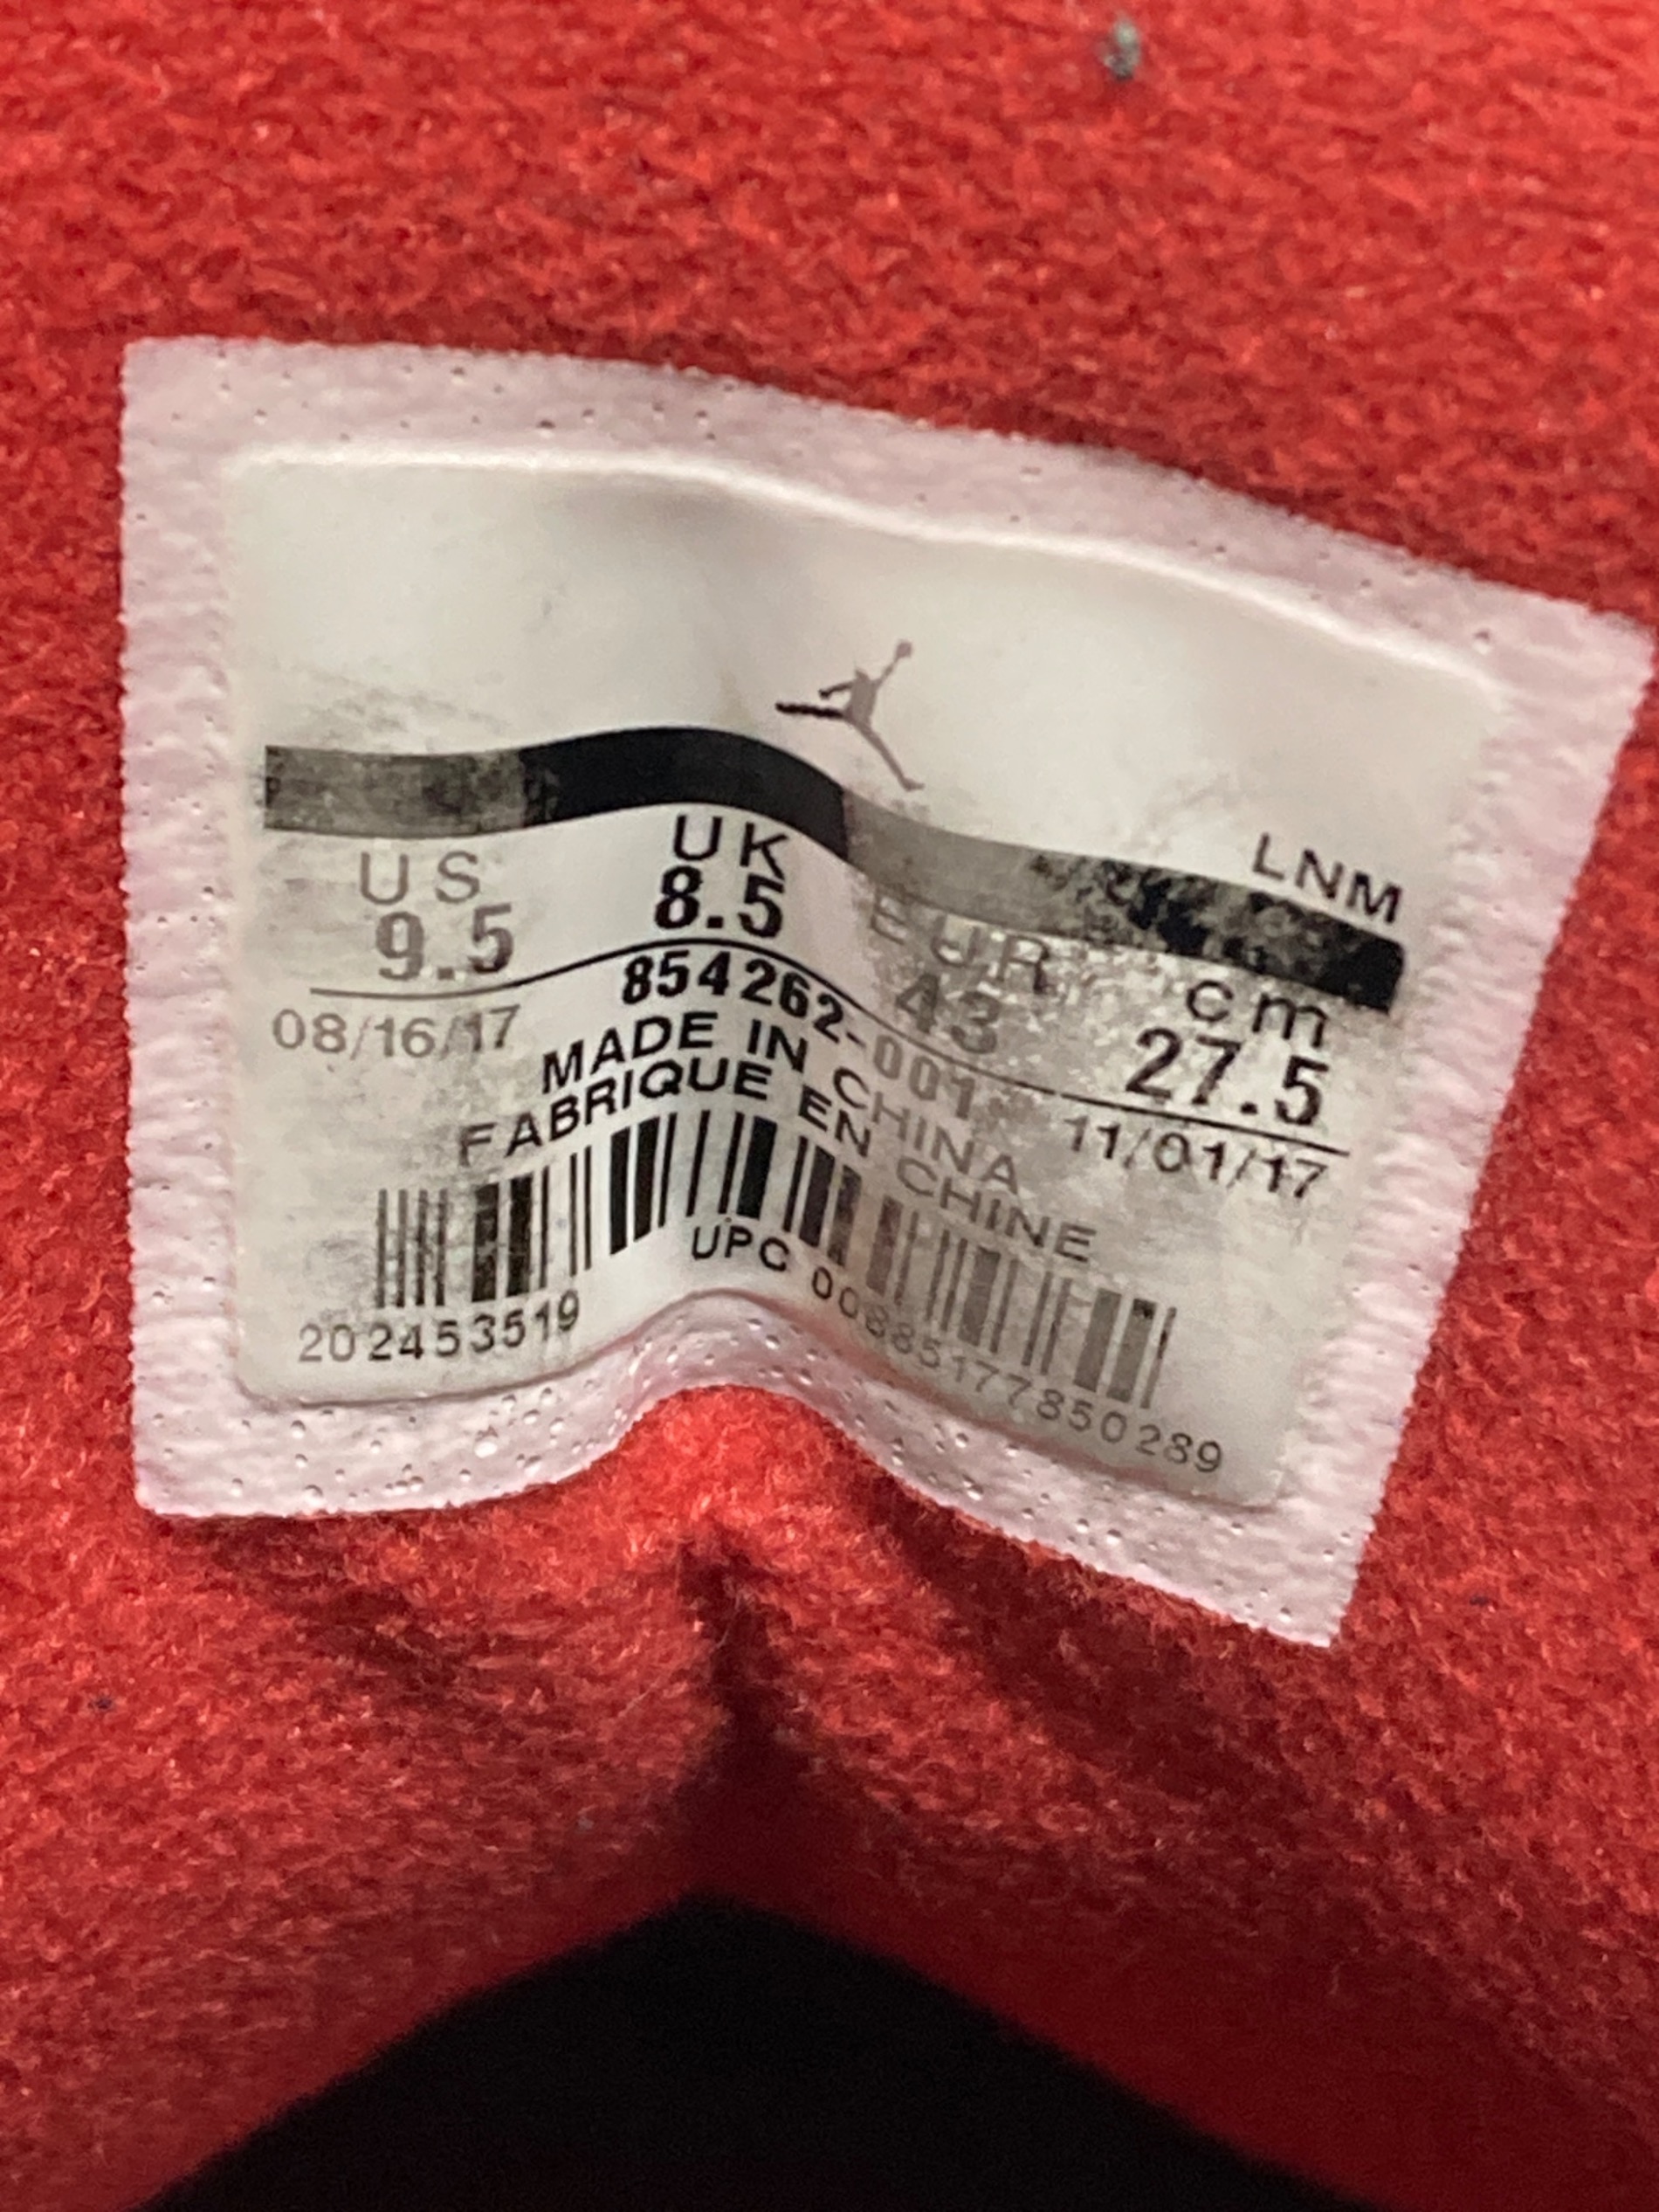 LNM
US UK EUR cm
9.5 8.5 43 27.5
08/16/17 854262-001 11/01/17
MADE IN CHINA
FABRIQUE EN CHINE
UPC 00885177850289
202453519